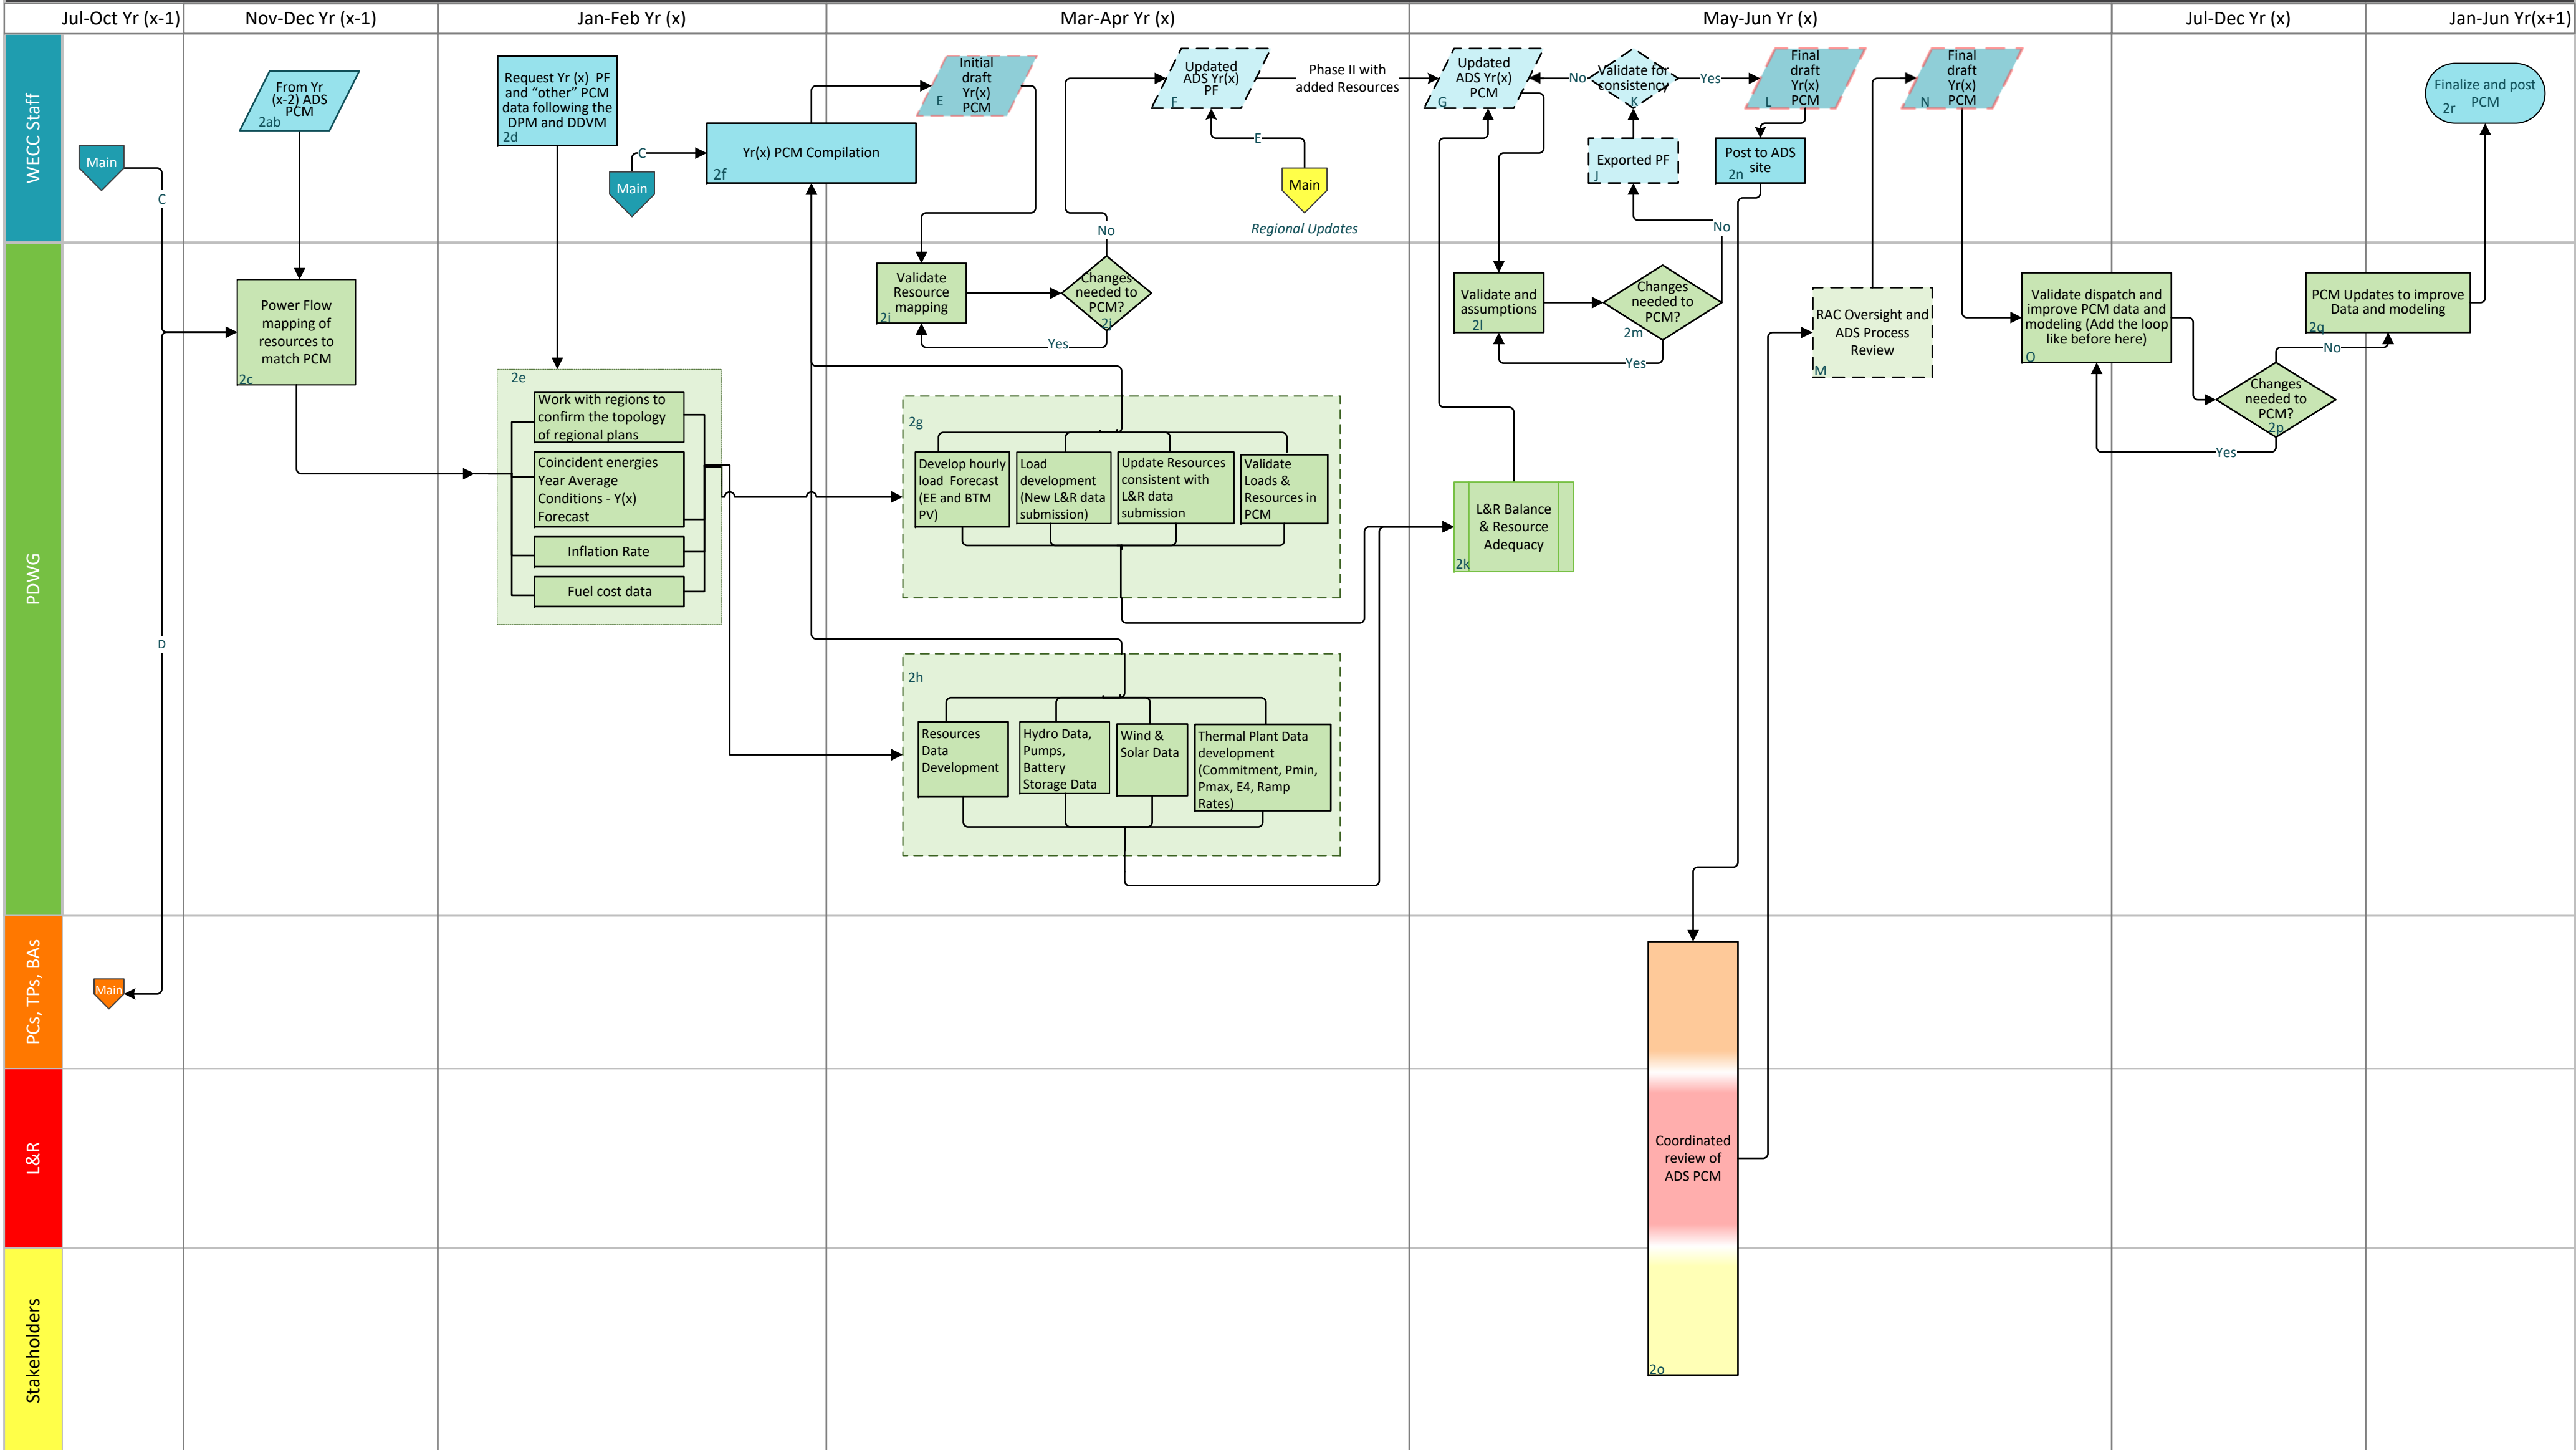 Jul-Oct Yr (x-1)
Nov-Dec Yr (x-1)
Jan-Feb Yr (x)
Mar-Apr Yr (x)
May-Jun Yr (x)
Jul-Dec Yr (x)
Jan-Jun Yr(x+1)
WECC Staff
Main
C
From Yr
(x-2) ADS
PCM
2ab
Request Yr (x) PF
and “other” PCM
data following the
DPM and DDVM
2d
Main
C
Yr(x) PCM Compilation
2f
Initial
draft
Yr(x)
PCM
E
Updated
ADS Yr(x)
PF
F
E
Main
Regional Updates
Phase II with
added Resources
Updated
ADS Yr(x)
PCM
G
No
Validate for
consistency
K
Yes
Exported PF
J
No
Final
draft
Yr(x)
PCM
L
Post to ADS
site
2n
Final
draft
Yr(x)
PCM
N
Finalize and post
PCM
2r
PDWG
D
Power Flow
mapping of
resources to
match PCM
2c
2e
Work with regions to
confirm the topology
of regional plans
Coincident energies
Year Average
Conditions - Y(x)
Forecast
Inflation Rate
Fuel cost data
Validate
Resource
mapping
2i
No
Changes
needed to
PCM?
2j
Yes
2g
Develop hourly
load Forecast
(EE and BTM
PV)
Load
development
(New L&R data
submission)
Update Resources
consistent with
L&R data
submission
Validate
Loads &
Resources in
PCM
2h
Resources
Data
Development
Hydro Data,
Pumps,
Battery
Storage Data
Wind &
Solar Data
Thermal Plant Data
development
(Commitment, Pmin,
Pmax, E4, Ramp
Rates)
Validate and
assumptions
2l
Changes
needed to
PCM?
2m
Yes
L&R Balance
& Resource
Adequacy
2k
RAC Oversight and
ADS Process
Review
M
Validate dispatch and
improve PCM data and
modeling (Add the loop
like before here)
O
Changes
needed to
PCM?
2p
Yes
No
PCM Updates to improve
Data and modeling
2q
PCs, TPs, BAs
Main
L&R
Coordinated
review of
ADS PCM
2o
Stakeholders